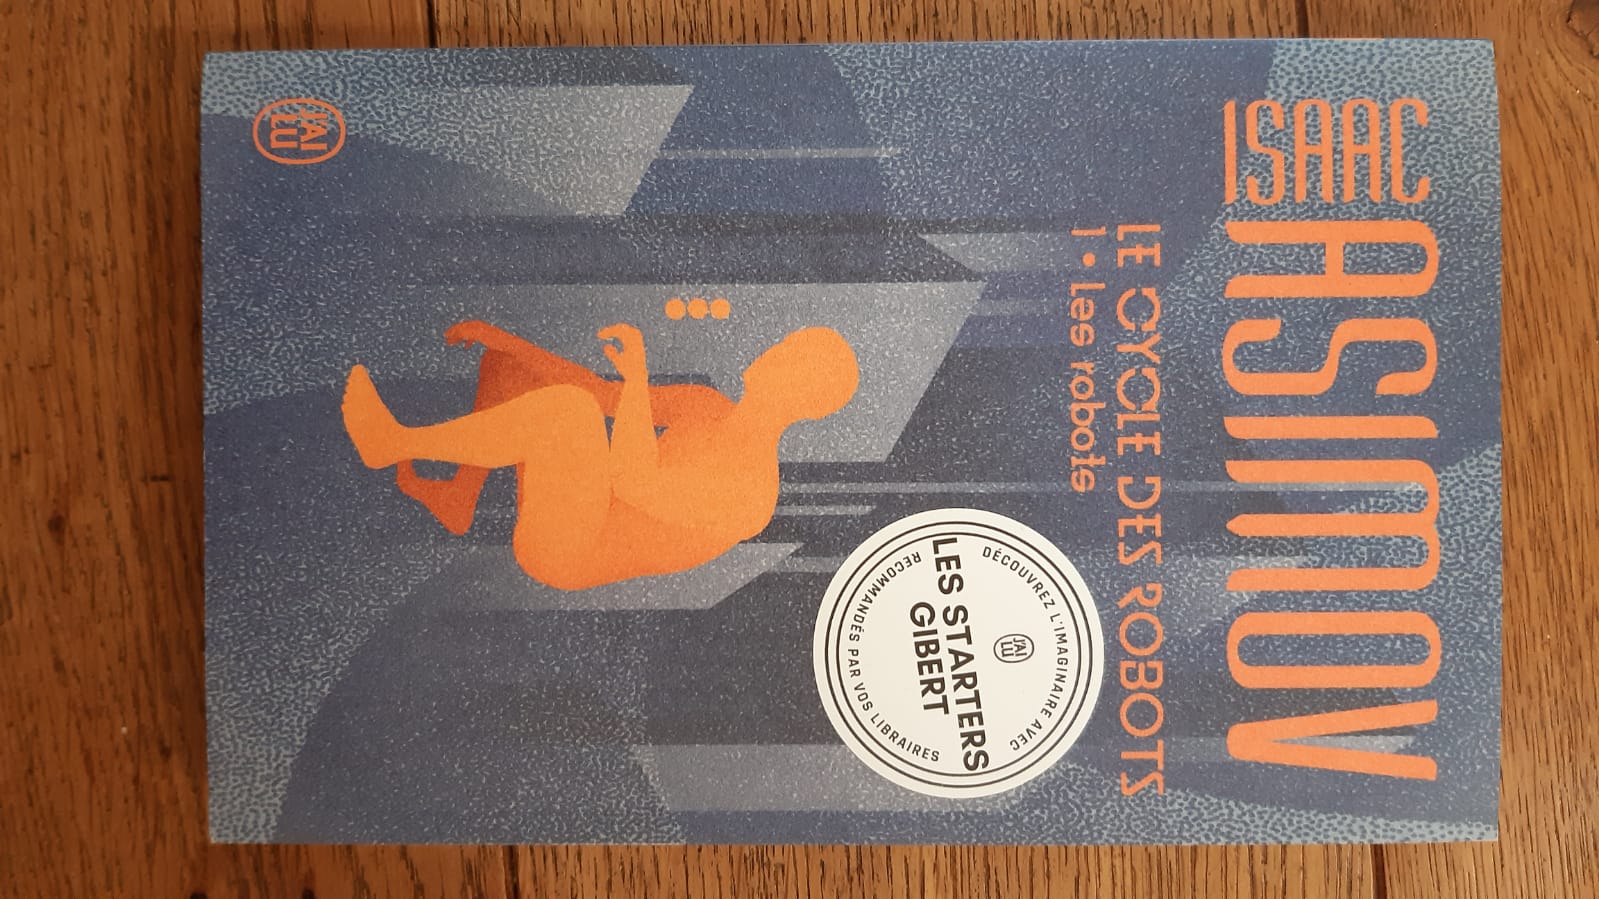 ISAAC
ASIMOV
LE CYCLE DES ROBOTS
1 • Les robots
DÉCOUVREZ L'IMAGINAIRE AVEC
J'AI
LU
LES STARTERS
GIBERT
RECOMMANDÉS PAR VOS LIBRAIRES
J'AI
LU